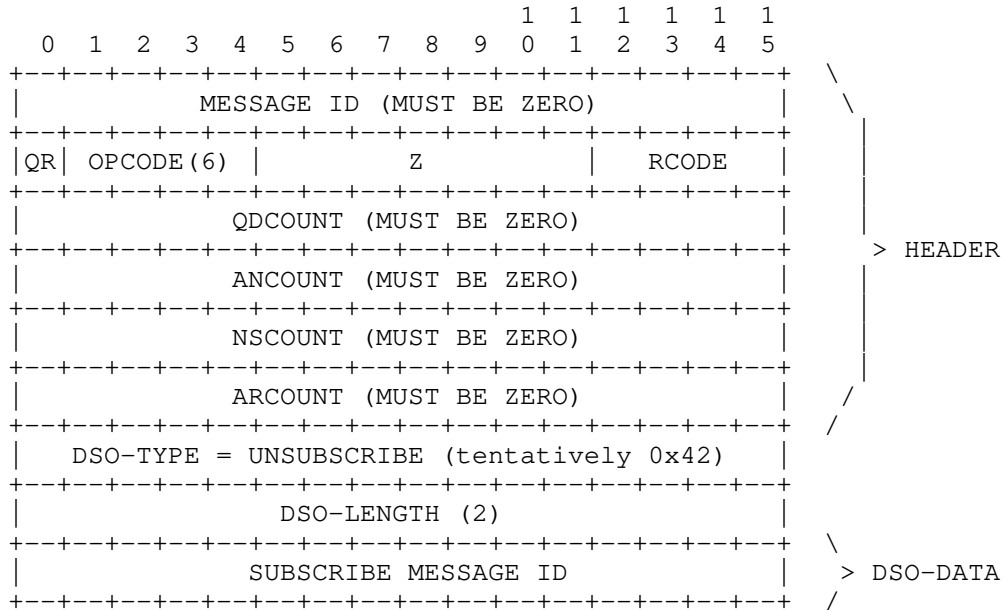 1  1  1  1  1  1
   0  1  2  3  4  5  6  7  8  9  0  1  2  3  4  5
 +--+--+--+--+--+--+--+--+--+--+--+--+--+--+--+--+  \
 |           MESSAGE ID (MUST BE ZERO)           |   \
 +--+--+--+--+--+--+--+--+--+--+--+--+--+--+--+--+    |
 |QR| OPCODE(6) |         Z          |   RCODE   |    |
 +--+--+--+--+--+--+--+--+--+--+--+--+--+--+--+--+    |
 |             QDCOUNT (MUST BE ZERO)            |    |
 +--+--+--+--+--+--+--+--+--+--+--+--+--+--+--+--+     > HEADER
 |             ANCOUNT (MUST BE ZERO)            |    |
 +--+--+--+--+--+--+--+--+--+--+--+--+--+--+--+--+    |
 |             NSCOUNT (MUST BE ZERO)            |    |
 +--+--+--+--+--+--+--+--+--+--+--+--+--+--+--+--+    |
 |             ARCOUNT (MUST BE ZERO)            |   /
 +--+--+--+--+--+--+--+--+--+--+--+--+--+--+--+--+  /
 |   DSO-TYPE = UNSUBSCRIBE (tentatively 0x42)   |
 +--+--+--+--+--+--+--+--+--+--+--+--+--+--+--+--+
 |                DSO-LENGTH (2)                 |
 +--+--+--+--+--+--+--+--+--+--+--+--+--+--+--+--+  \
 |              SUBSCRIBE MESSAGE ID             |   > DSO-DATA
 +--+--+--+--+--+--+--+--+--+--+--+--+--+--+--+--+  /